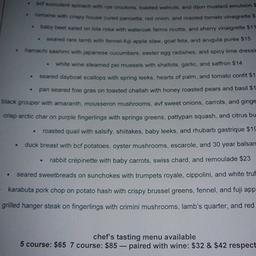 bcf succulent spinach with rye croutons, toasted walnuts, and dijon mustard emulsion $
romaine with crispy house cured pancetta, red onion, and roasted tomato vinaigrette $
baby beet salad on lola rosa with watercress farms ricotta, and sherry vinaigrette $11
seared rare lamb with fennel-fuji apple slaw, goat feta, and arugula puree $15
hamachi sashimi with japanese cucumbers, easter egg radishes, and spicy lime dress
white wine steamed pei mussels with shallots, garlic, and saffron $14
seared dayboat scallops with spring leeks, hearts of palm, and tomato confit $1
pan seared foie gras on toasted challah with honey roasted pears and basil $1
black grouper with amaranth, mousseron mushrooms, evf sweet onions, carrots, and ginge
crisp arctic char on purple fingerlings with springs greens, pattypan squash, and citrus bu
roasted quail with salsify, shiitakes, baby leeks, and rhubarb gastrique $19
duck breast with bcf potatoes, oyster mushrooms, escarole, and 30 year balsam
rabbit crépinette with baby carrots, swiss chard, and remoulade $23
seared sweetbreads on sunchokes with trumpets royale, cippolini, and white truf
karabuta pork chop on potato hash with crispy brussel greens, fennel, and fuji app
grilled hanger steak on fingerlings with crimini mushrooms, lamb's quarter, and red
chef's tasting menu available
5 course: $65 7 course: $85 — paired with wine: $32 & $42 respect